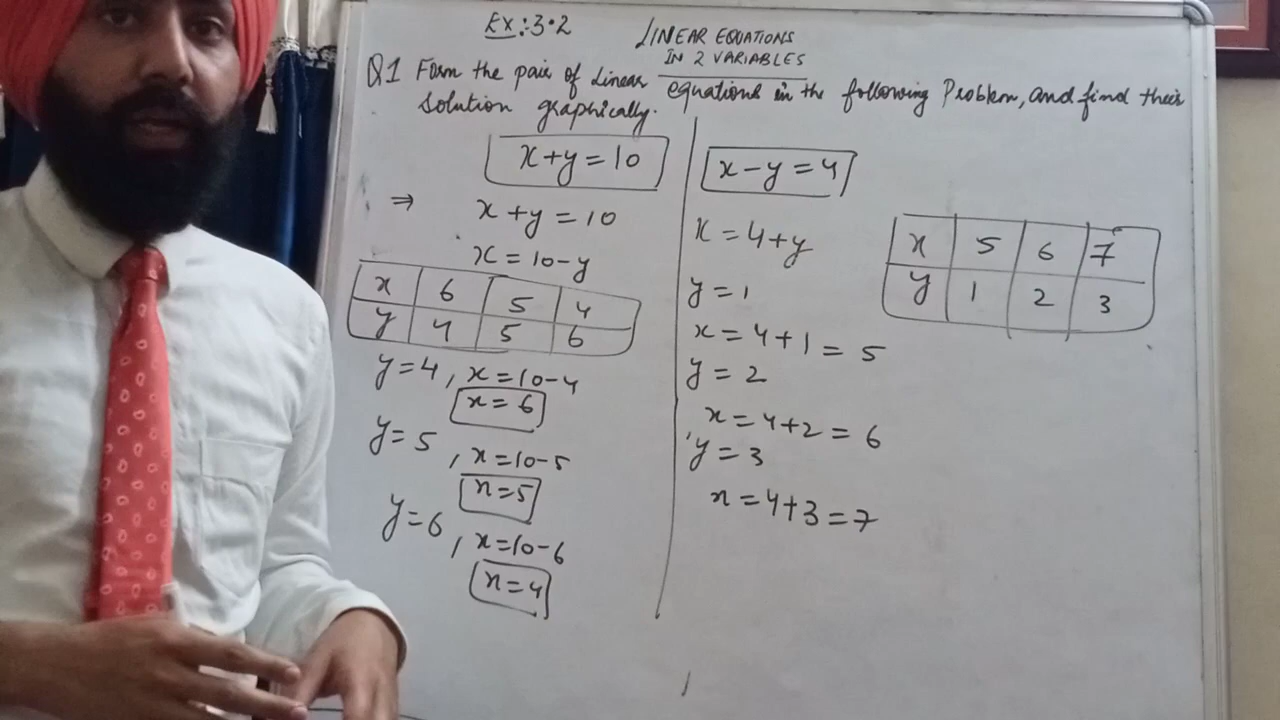 Ex:3.2
LINEAR EQUATIONS
IN 2 VARIABLES
Q1 Form the pair of Linear equations in the following Problem, and find their
Solution graphically.
x+y=10
⇒ x+y=10
x=10-y
x 6 5 4
y 4 5 6
y=4, x=10-4
x=6
y=5, x=10-5
x=5
y=6, x=10-6
x=4
x-y=4
x=4+y
y=1
x=4+1=5
y=2
x=4+2=6
y=3
x=4+3=7
x 5 6 7
y 1 2 3